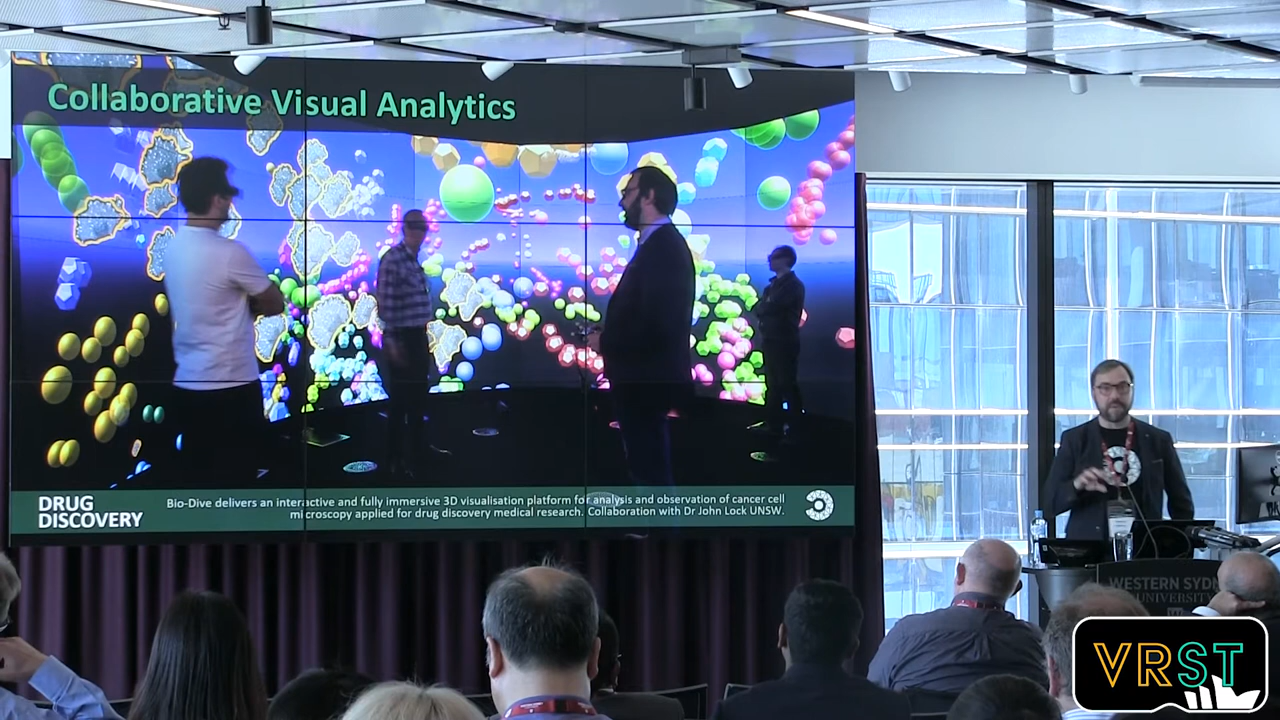 Collaborative Visual Analytics
DRUG
DISCOVERY
Bio-Dive delivers an interactive and fully immersive 3D visualisation platform for analysis and observation of cancer cell
microscopy applied for drug discovery medical research. Collaboration with Dr John Lock UNSW.
WESTERN SYDN
UNIVERSITY
VRST